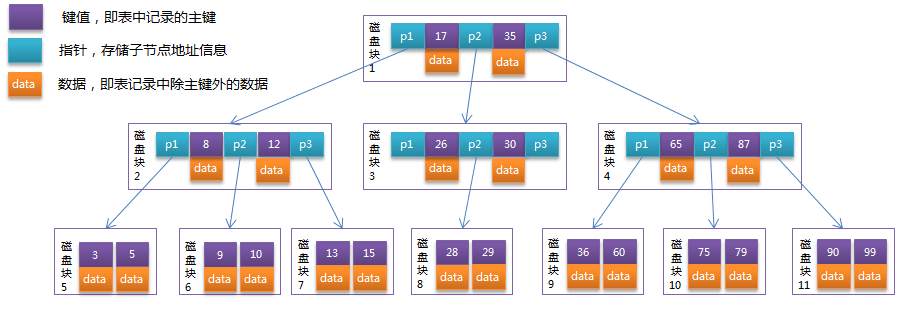 键值，即表中记录的主键
指针，存储子节点地址信息
data 数据，即表记录中除主键外的数据
磁盘块1 p1 17 p2 35 p3
data data
磁盘块2 p1 8 p2 12 p3
data data
磁盘块3 p1 26 p2 30 p3
data data
磁盘块4 p1 65 p2 87 p3
data data
磁盘块5 3 5
data data
磁盘块6 9 10
data data
磁盘块7 13 15
data data
磁盘块8 28 29
data data
磁盘块9 36 60
data data
磁盘块10 75 79
data data
磁盘块11 90 99
data data